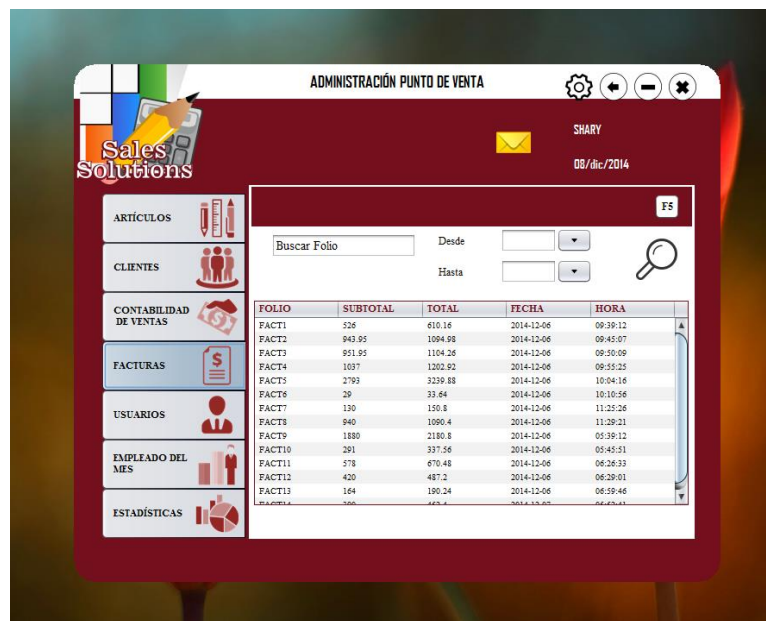 ADMINISTRACIÓN PUNTO DE VENTA
Sales
Solutions
SHARY
08/dic/2014
F5
ARTÍCULOS
CLIENTES
CONTABILIDAD
DE VENTAS
FACTURAS
USUARIOS
EMPLEADO DEL
MES
ESTADÍSTICAS
Buscar Folio
Desde
Hasta
FOLIO SUBTOTAL TOTAL FECHA HORA
FACT1 526 610.16 2014-12-06 09:39:12
FACT2 943.95 1094.98 2014-12-06 09:45:07
FACT3 951.95 1104.26 2014-12-06 09:50:09
FACT4 1037 1202.92 2014-12-06 09:55:25
FACT5 2793 3239.88 2014-12-06 10:04:16
FACT6 29 33.64 2014-12-06 10:10:56
FACT7 130 150.8 2014-12-06 11:25:26
FACT8 940 1090.4 2014-12-06 11:29:21
FACT9 1880 2180.8 2014-12-06 05:39:12
FACT10 291 337.56 2014-12-06 05:45:51
FACT11 578 670.48 2014-12-06 06:26:33
FACT12 420 487.2 2014-12-06 06:29:01
FACT13 164 190.24 2014-12-06 06:59:46